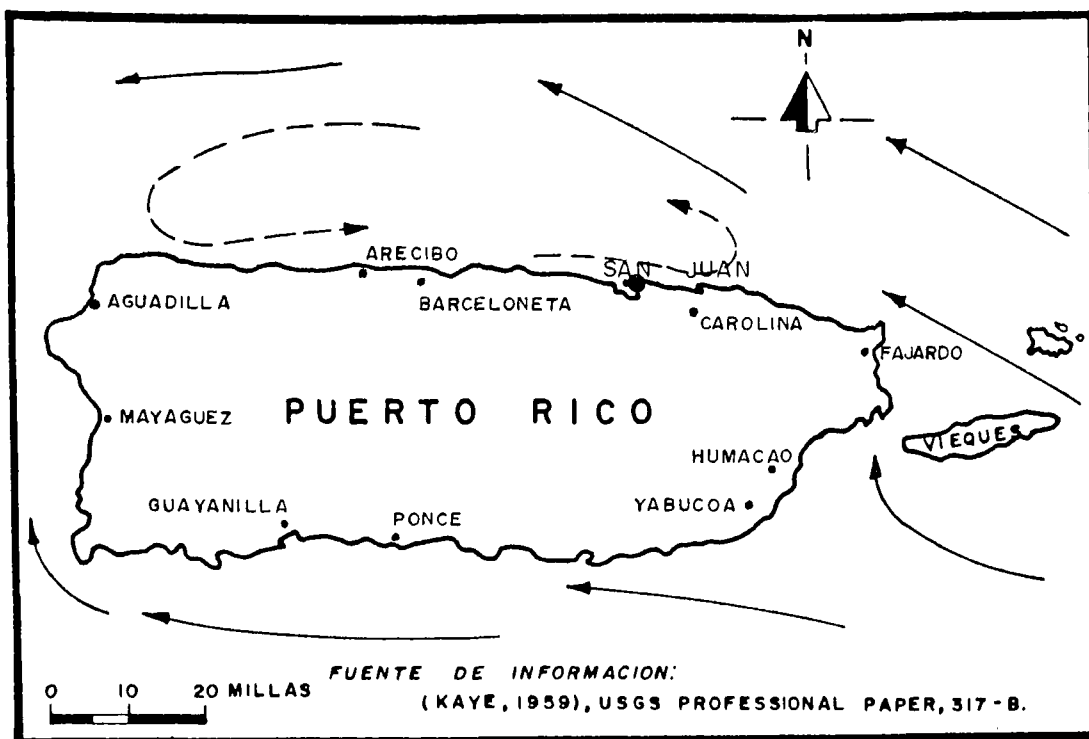 N
ARECIBO
SAN JUAN
AGUADILLA
BARCELONETA
CAROLINA
FAJARDO
MAYAGUEZ
PUERTO RICO
VIEQUES
HUMACAO
GUAYANILLA
PONCE
YABUCOA
0 10 20 MILLAS
FUENTE DE INFORMACION:
(KAYE, 1959), USGS PROFESSIONAL PAPER, 317-B.